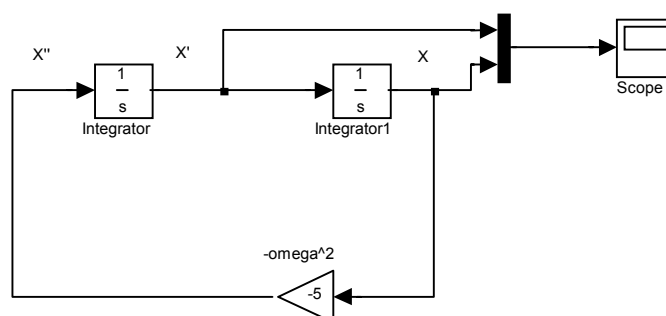 X'' X' X
1
s
Integrator
1
s
Integrator1
Scope
-omega^2
-5